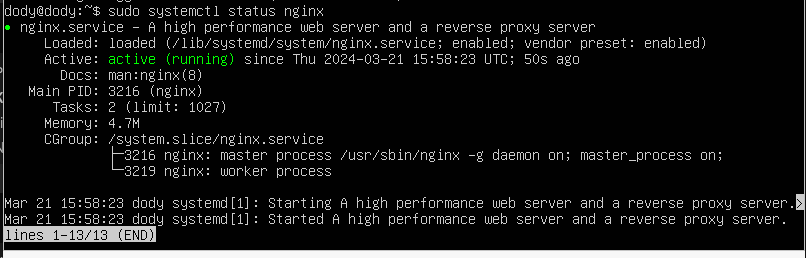 dody@dody:~$ sudo systemctl status nginx
● nginx.service - A high performance web server and a reverse proxy server
Loaded: loaded (/lib/systemd/system/nginx.service; enabled; vendor preset: enabled)
Active: active (running) since Thu 2024-03-21 15:58:23 UTC; 50s ago
Docs: man:nginx(8)
Main PID: 3216 (nginx)
Tasks: 2 (limit: 1027)
Memory: 4.7M
CGroup: /system.slice/nginx.service
├─3216 nginx: master process /usr/sbin/nginx -g daemon on; master_process on;
└─3219 nginx: worker process
Mar 21 15:58:23 dody systemd[1]: Starting A high performance web server and a reverse proxy server.>
Mar 21 15:58:23 dody systemd[1]: Started A high performance web server and a reverse proxy server.
lines 1-13/13 (END)